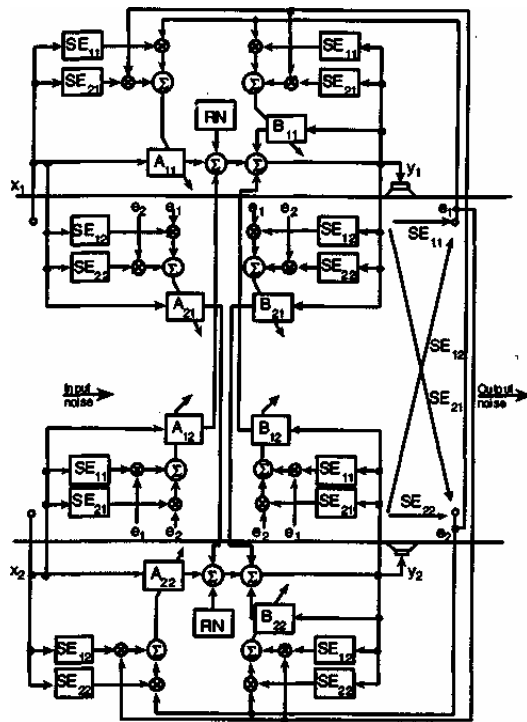 SE11 SE11
SE21 SE21
RN B11
A11 Σ Σ
x1 y1
e2 e1 e1 e2 e1
SE12 SE12 SE11
SE22 Σ Σ SE22
A21 B21
SE12
Input noise Output noise
SE21
A12 B12
SE11 Σ Σ SE11
SE21 SE21 SE22
e1 e2 e2 e1 e2
x2 A22 Σ Σ y2
RN B22
SE12 Σ Σ SE12
SE22 SE22